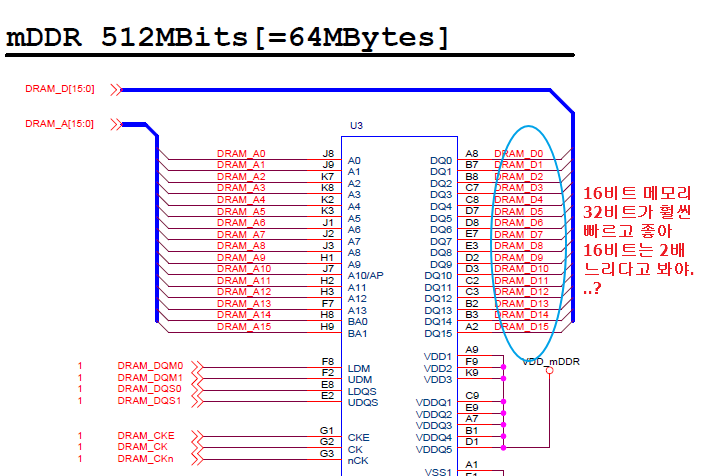 mDDR 512MBits[=64MBytes]
DRAM_D[15:0]
DRAM_A[15:0]
U3
DRAM_A0 J8 A0 DQ0 A8 DRAM_D0
DRAM_A1 J9 A1 DQ1 B7 DRAM_D1
DRAM_A2 K7 A2 DQ2 B8 DRAM_D2
DRAM_A3 K8 A3 DQ3 C7 DRAM_D3
DRAM_A4 K2 A4 DQ4 C8 DRAM_D4
DRAM_A5 K3 A5 DQ5 D7 DRAM_D5
DRAM_A6 J1 A6 DQ6 D8 DRAM_D6
DRAM_A7 J2 A7 DQ7 E7 DRAM_D7
DRAM_A8 J3 A8 DQ8 E3 DRAM_D8
DRAM_A9 H1 A9 DQ9 D2 DRAM_D9
DRAM_A10 J7 A10/AP DQ10 D3 DRAM_D10
DRAM_A11 H2 A11 DQ11 C2 DRAM_D11
DRAM_A12 H3 A12 DQ12 C3 DRAM_D12
DRAM_A13 F7 A13 DQ13 B2 DRAM_D13
DRAM_A14 H8 BA0 DQ14 B3 DRAM_D14
DRAM_A15 H9 BA1 DQ15 A2 DRAM_D15
16비트 메모리
32비트가 훨씬
빠르고 좋아
16비트는 2배
느리다고 봐야.
..?
VDD1 A9
VDD2 F9
VDD3 K9
VDD_mDDR
1 DRAM_DQM0 F8 LDM
1 DRAM_DQM1 F2 UDM
1 DRAM_DQS0 E8 LDQS
1 DRAM_DQS1 E2 UDQS
VDDQ1 C9
VDDQ2 E9
VDDQ3 A7
VDDQ4 B1
VDDQ5 D1
1 DRAM_CKE G1 CKE
1 DRAM_CK G2 CK
1 DRAM_CKn G3 nCK
VSS1 A1